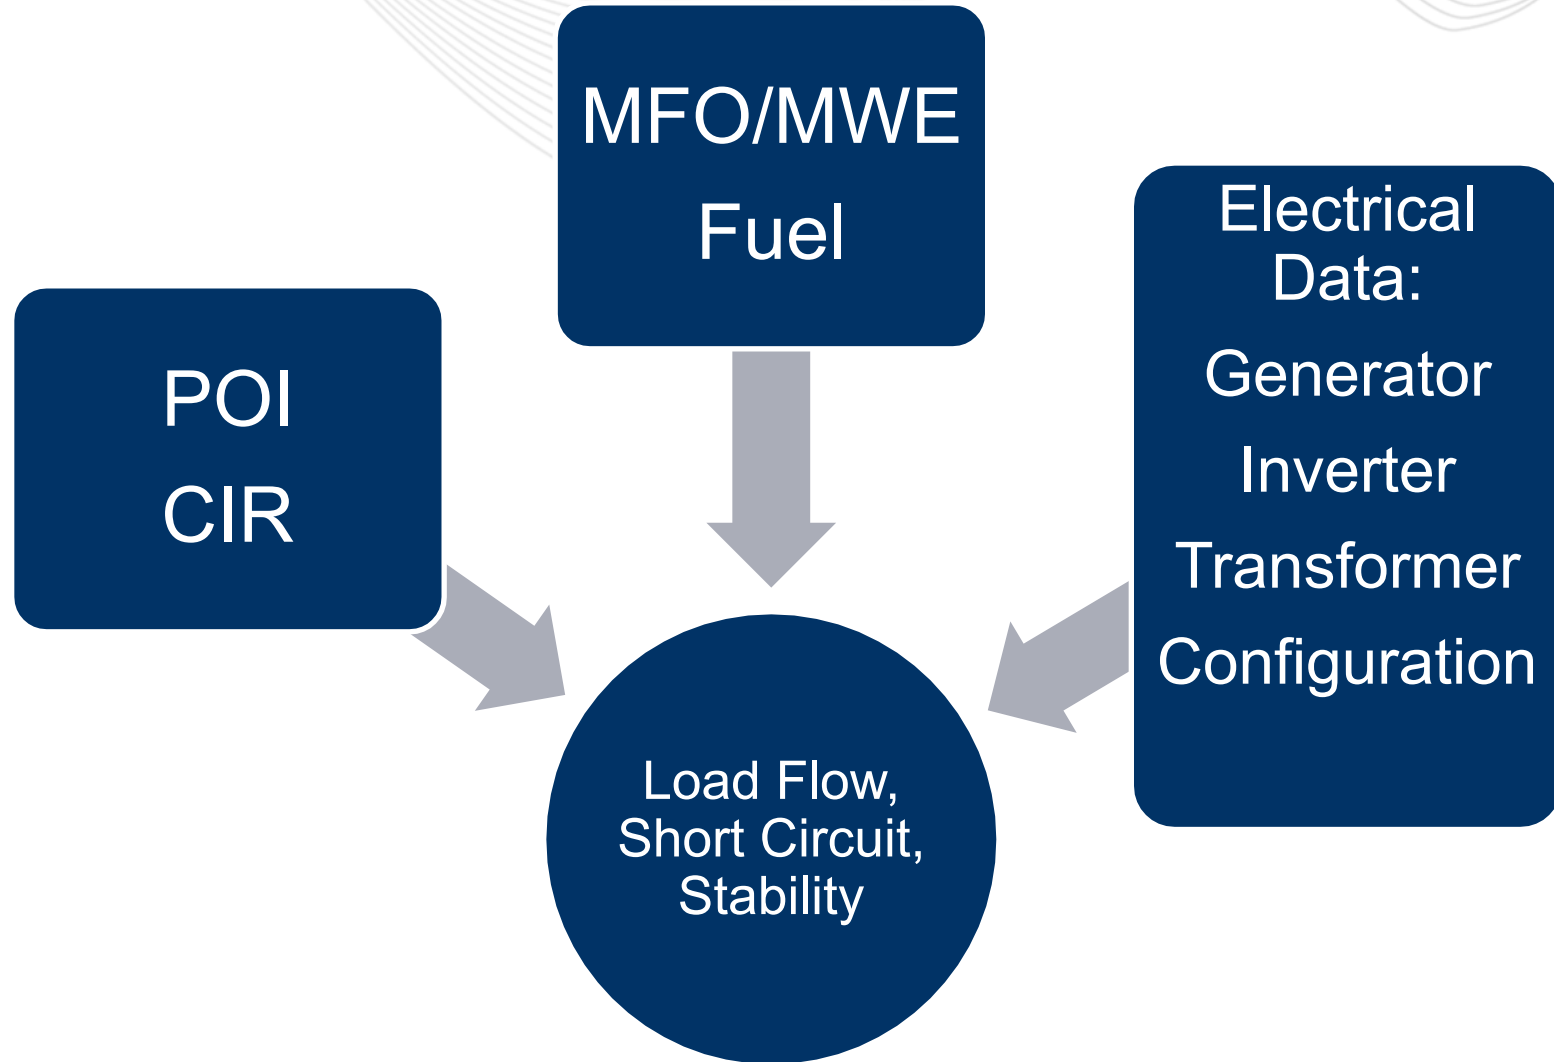 MFO/MWE
Fuel
POI
CIR
Electrical
Data:
Generator
Inverter
Transformer
Configuration
Load Flow,
Short Circuit,
Stability